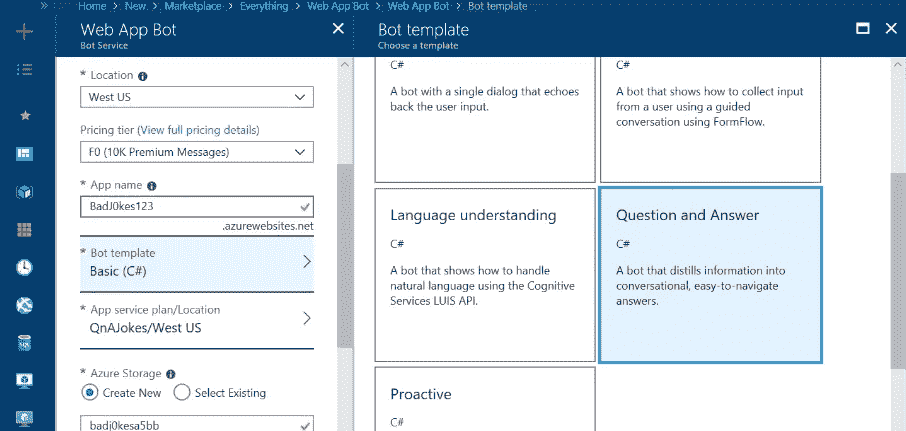 Home > New > Marketplace > Everything > Web App Bot > Web App Bot > Bot template
Web App Bot
Bot Service
* Location
West US
Pricing tier (View full pricing details)
F0 (10K Premium Messages)
* App name
BadJ0kes123
.azurewebsites.net
* Bot template
Basic (C#)
* App service plan/Location
QnAJokes/West US
* Azure Storage
Create New
Select Existing
badj0kesa5bb
Bot template
Choose a template
C#
A bot with a single dialog that echoes
back the user input.
C#
A bot that shows how to collect input
from a user using a guided
conversation using FormFlow.
Language understanding
C#
A bot that shows how to handle
natural language using the Cognitive
Services LUIS API.
Question and Answer
C#
A bot that distills information into
conversational, easy-to-navigate
answers.
Proactive
C#